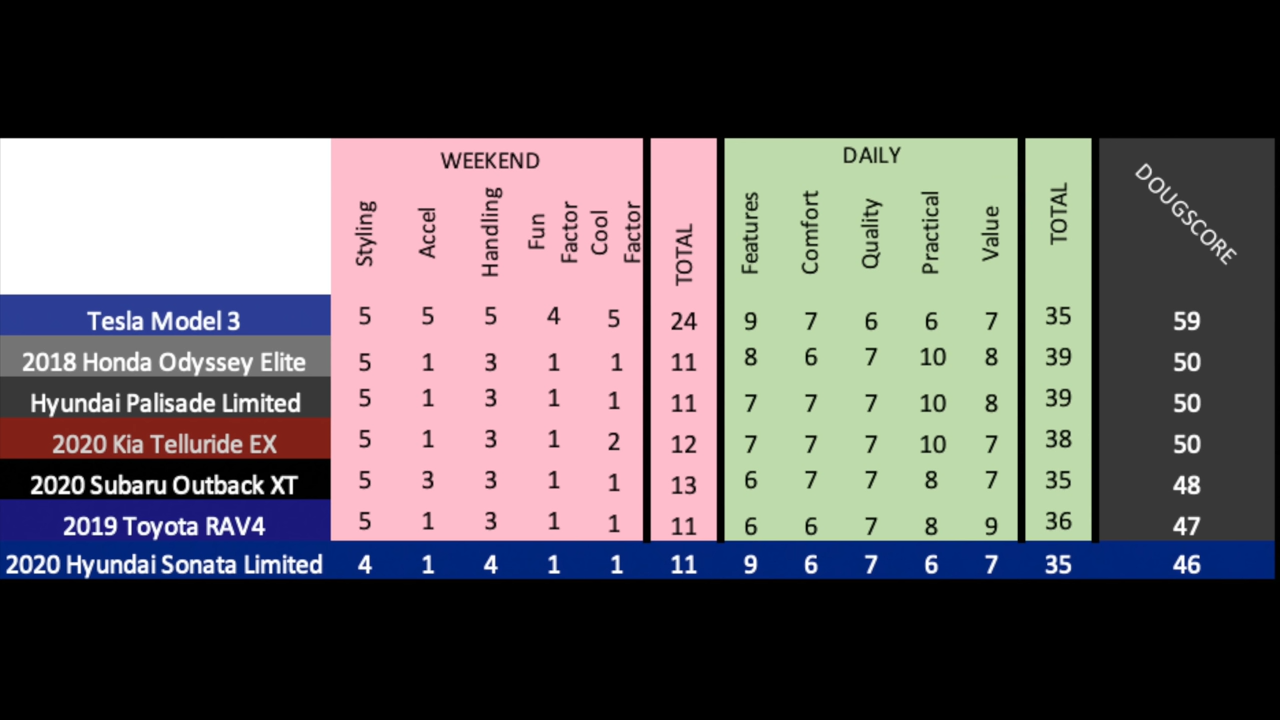 WEEKEND DAILY
Styling Accel Handling Fun Factor Cool Factor TOTAL Features Comfort Quality Practical Value TOTAL DOUGSCORE
Tesla Model 3 5 5 5 4 5 24 9 7 6 6 7 35 59
2018 Honda Odyssey Elite 5 1 3 1 1 11 8 6 7 10 8 39 50
Hyundai Palisade Limited 5 1 3 1 1 11 7 7 7 10 8 39 50
2020 Kia Telluride EX 5 1 3 1 2 12 7 7 7 10 7 38 50
2020 Subaru Outback XT 5 3 3 1 1 13 6 7 7 8 7 35 48
2019 Toyota RAV4 5 1 3 1 1 11 6 6 7 8 9 36 47
2020 Hyundai Sonata Limited 4 1 4 1 1 11 9 6 7 6 7 35 46